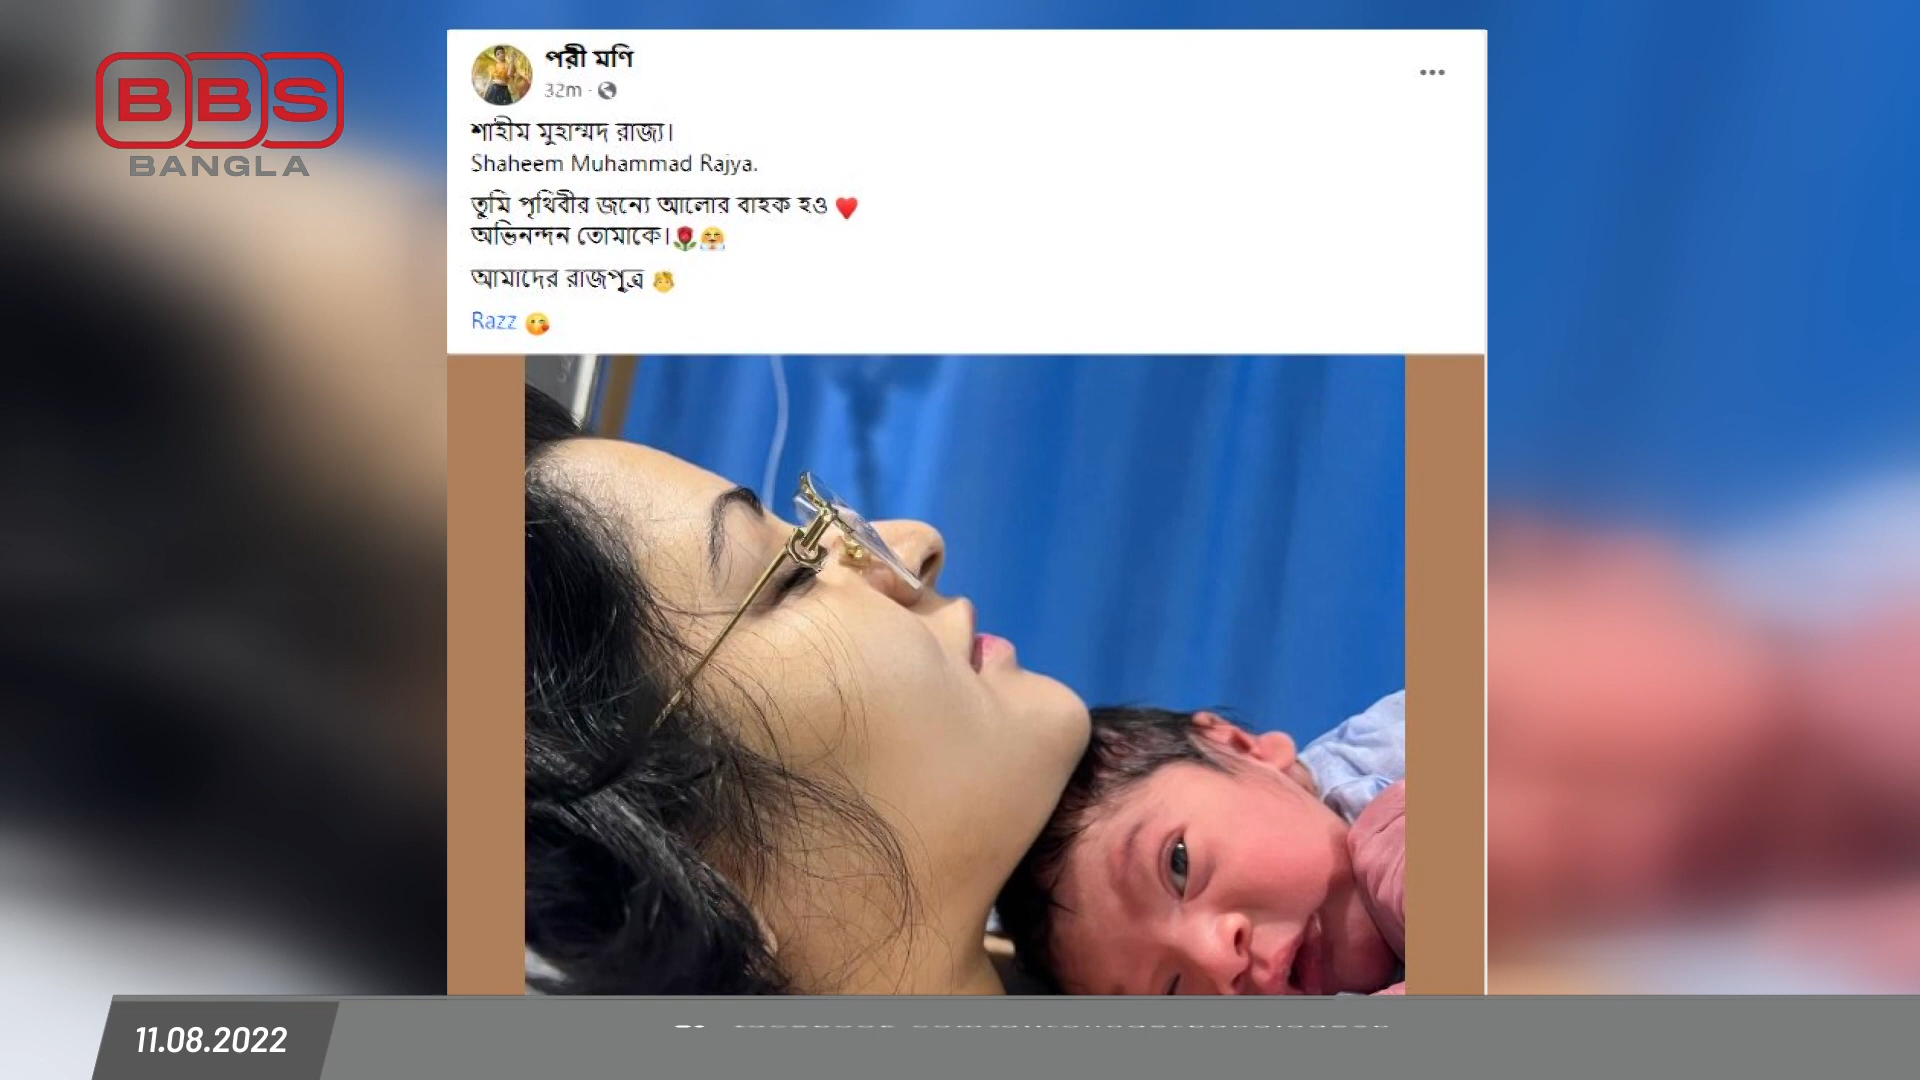 BBS
BANGLA
পরী মণি
32m
শাহীম মুহাম্মদ রাজ্য।
Shaheem Muhammad Rajya.
তুমি পৃথিবীর জন্যে আলোর বাহক হও ❤️
অভিনন্দন তোমাকে।🌹
আমাদের রাজপুত্র
Razz 😘
11.08.2022